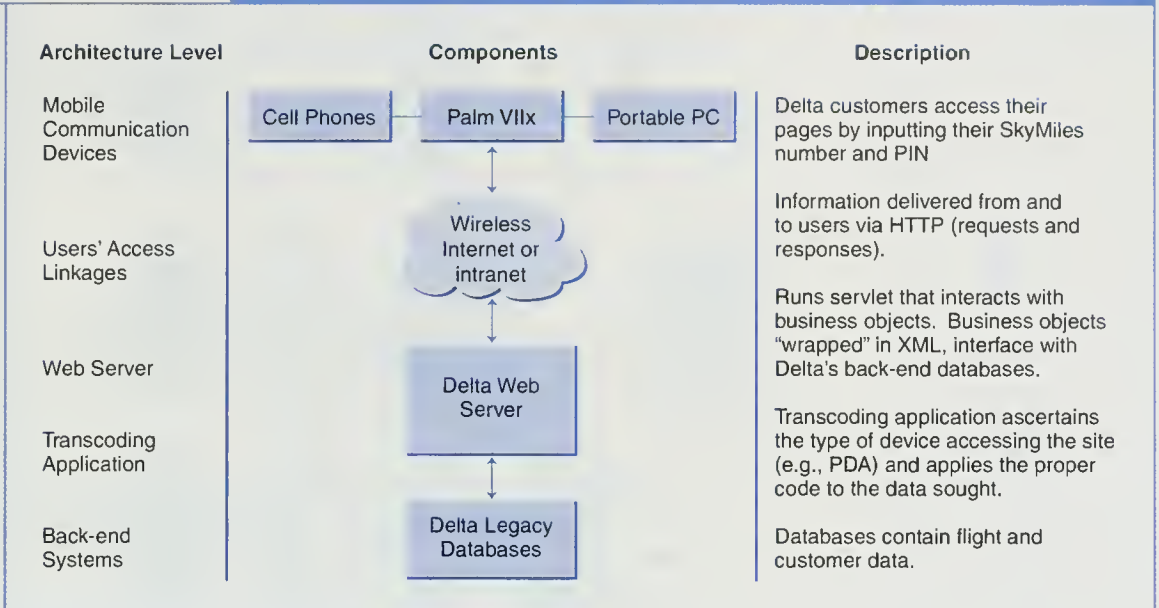 Architecture Level
Components
Description
Mobile
Communication
Devices
Cell Phones
Palm VIIx
Portable PC
Delta customers access their
pages by inputting their SkyMiles
number and PIN
Users' Access
Linkages
Wireless
Internet or
intranet
Information delivered from and
to users via HTTP (requests and
responses).
Web Server
Delta Web
Server
Runs servlet that interacts with
business objects. Business objects
“wrapped” in XML, interface with
Delta's back-end databases.
Transcoding
Application
Transcoding application ascertains
the type of device accessing the site
(e.g., PDA) and applies the proper
code to the data sought.
Back-end
Systems
Delta Legacy
Databases
Databases contain flight and
customer data.